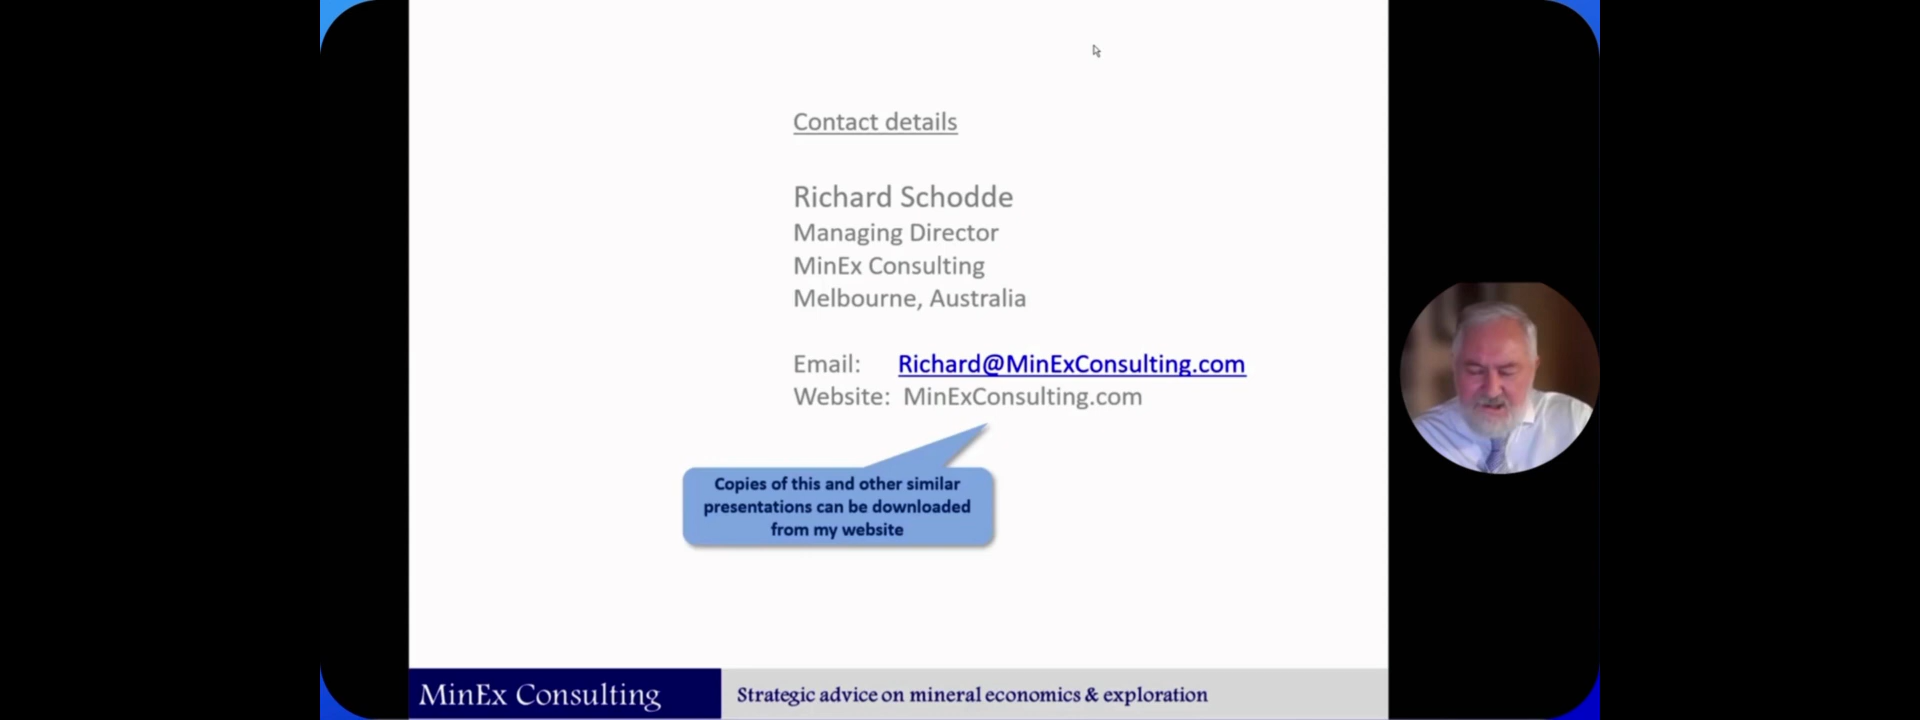 Contact details
Richard Schodde
Managing Director
MinEx Consulting
Melbourne, Australia
Email: Richard@MinExConsulting.com
Website: MinExConsulting.com
Copies of this and other similar
presentations can be downloaded
from my website
MinEx Consulting
Strategic advice on mineral economics & exploration